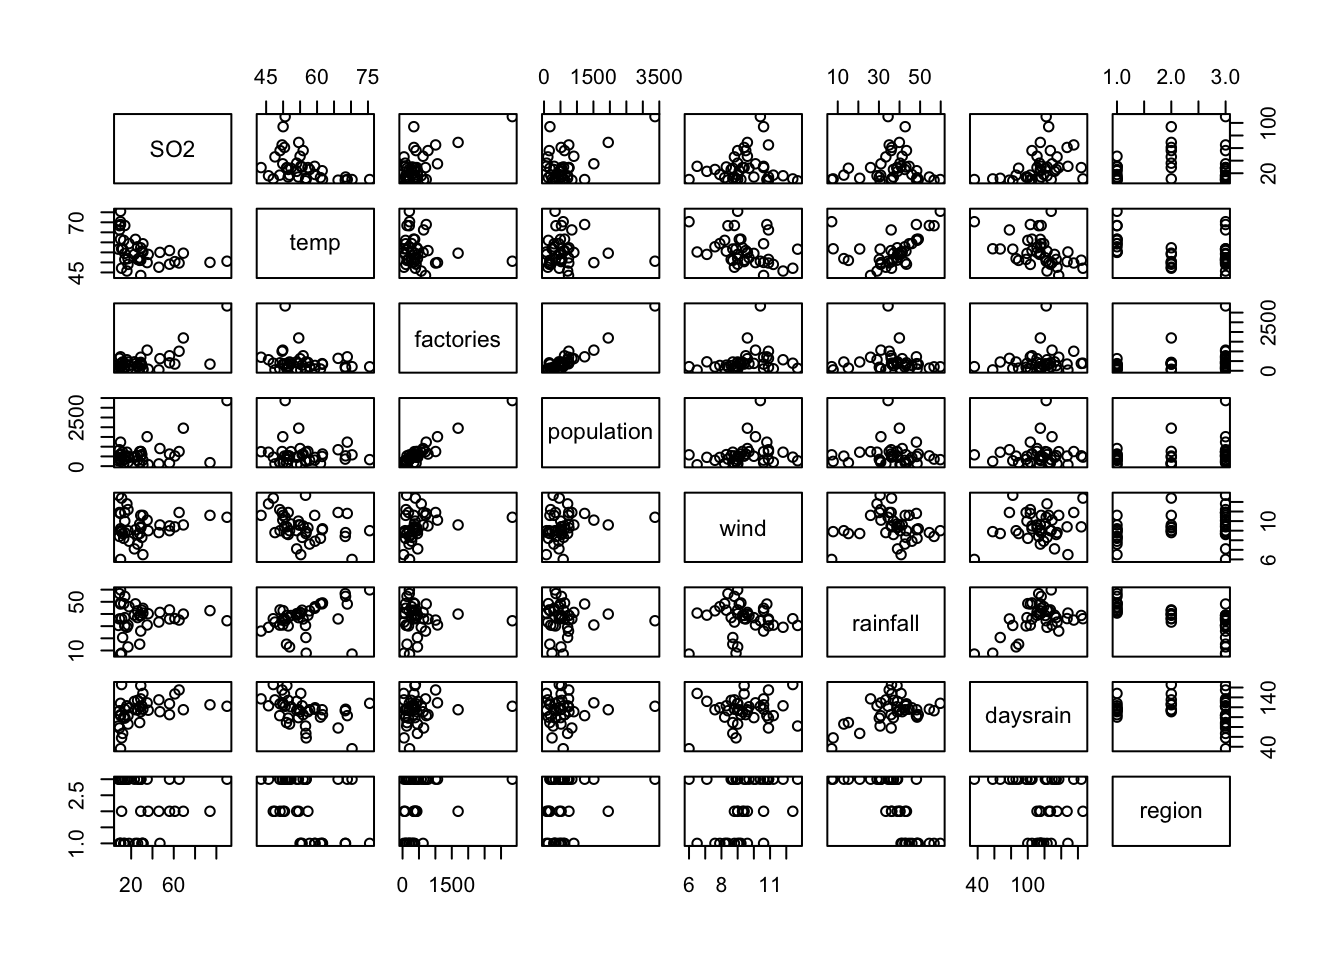 45 60 75 0 1500 3500 10 30 50 1.0 2.0 3.0
SO2 20 100
45 70 temp
factories 0 2500
0 2500 population
wind 6 10
10 50 rainfall
daysrain 40 140
1.0 2.5 region
20 60 0 1500 6 8 11 40 100